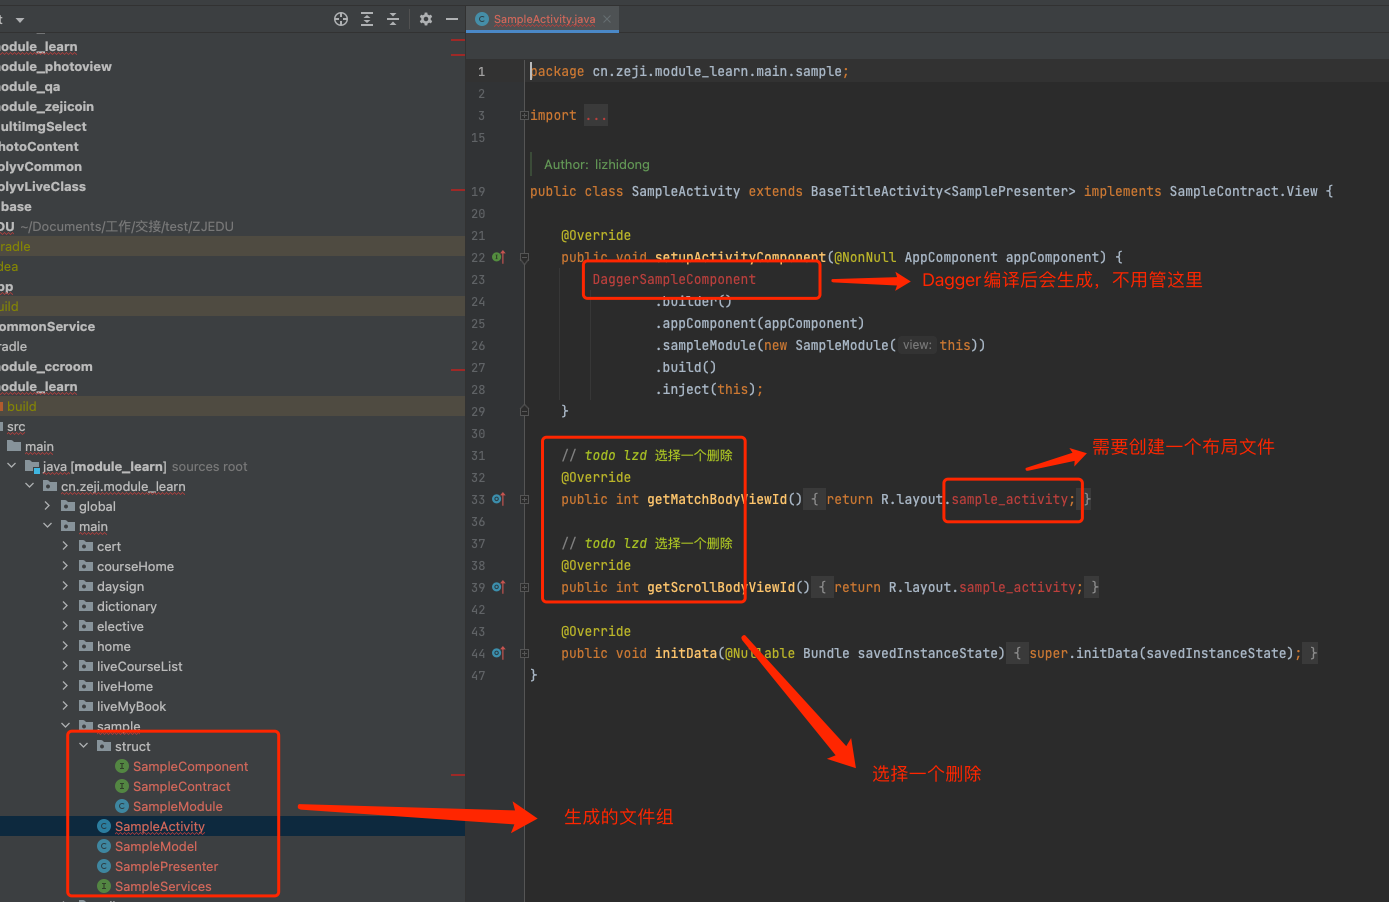 t
SampleActivity.java
odule_learn
odule_photoview
odule_qa
odule_zejicoin
ultiImgSelect
hotoContent
olyvCommon
olyvLiveClass
base
DU ~/Documents/工作/交接/test/ZJEDU
radle
dea
pp
uild
ommonService
radle
odule_ccroom
odule_learn
build
src
main
java [module_learn] sources root
cn.zeji.module_learn
global
main
cert
courseHome
daysign
dictionary
elective
home
liveCourseList
liveHome
liveMyBook
sample
struct
SampleComponent
SampleContract
SampleModule
SampleActivity
SampleModel
SamplePresenter
SampleServices
1 package cn.zeji.module_learn.main.sample;
2
3 import ...
15
Author: lizhidong
19 public class SampleActivity extends BaseTitleActivity<SamplePresenter> implements SampleContract.View {
20
21 @Override
22 public void setupActivityComponent(@NonNull AppComponent appComponent) {
23 DaggerSampleComponent
Dagger编译后会生成，不用管这里
24 .builder()
25 .appComponent(appComponent)
26 .sampleModule(new SampleModule( view: this))
27 .build()
28 .inject(this);
29 }
30
需要创建一个布局文件
31 // todo lzd 选择一个删除
32 @Override
33 public int getMatchBodyViewId() { return R.layout.sample_activity; }
36
37 // todo lzd 选择一个删除
38 @Override
39 public int getScrollBodyViewId() { return R.layout.sample_activity; }
42
43 @Override
44 public void initData(@Nullable Bundle savedInstanceState) { super.initData(savedInstanceState); }
47 }
选择一个删除
生成的文件组